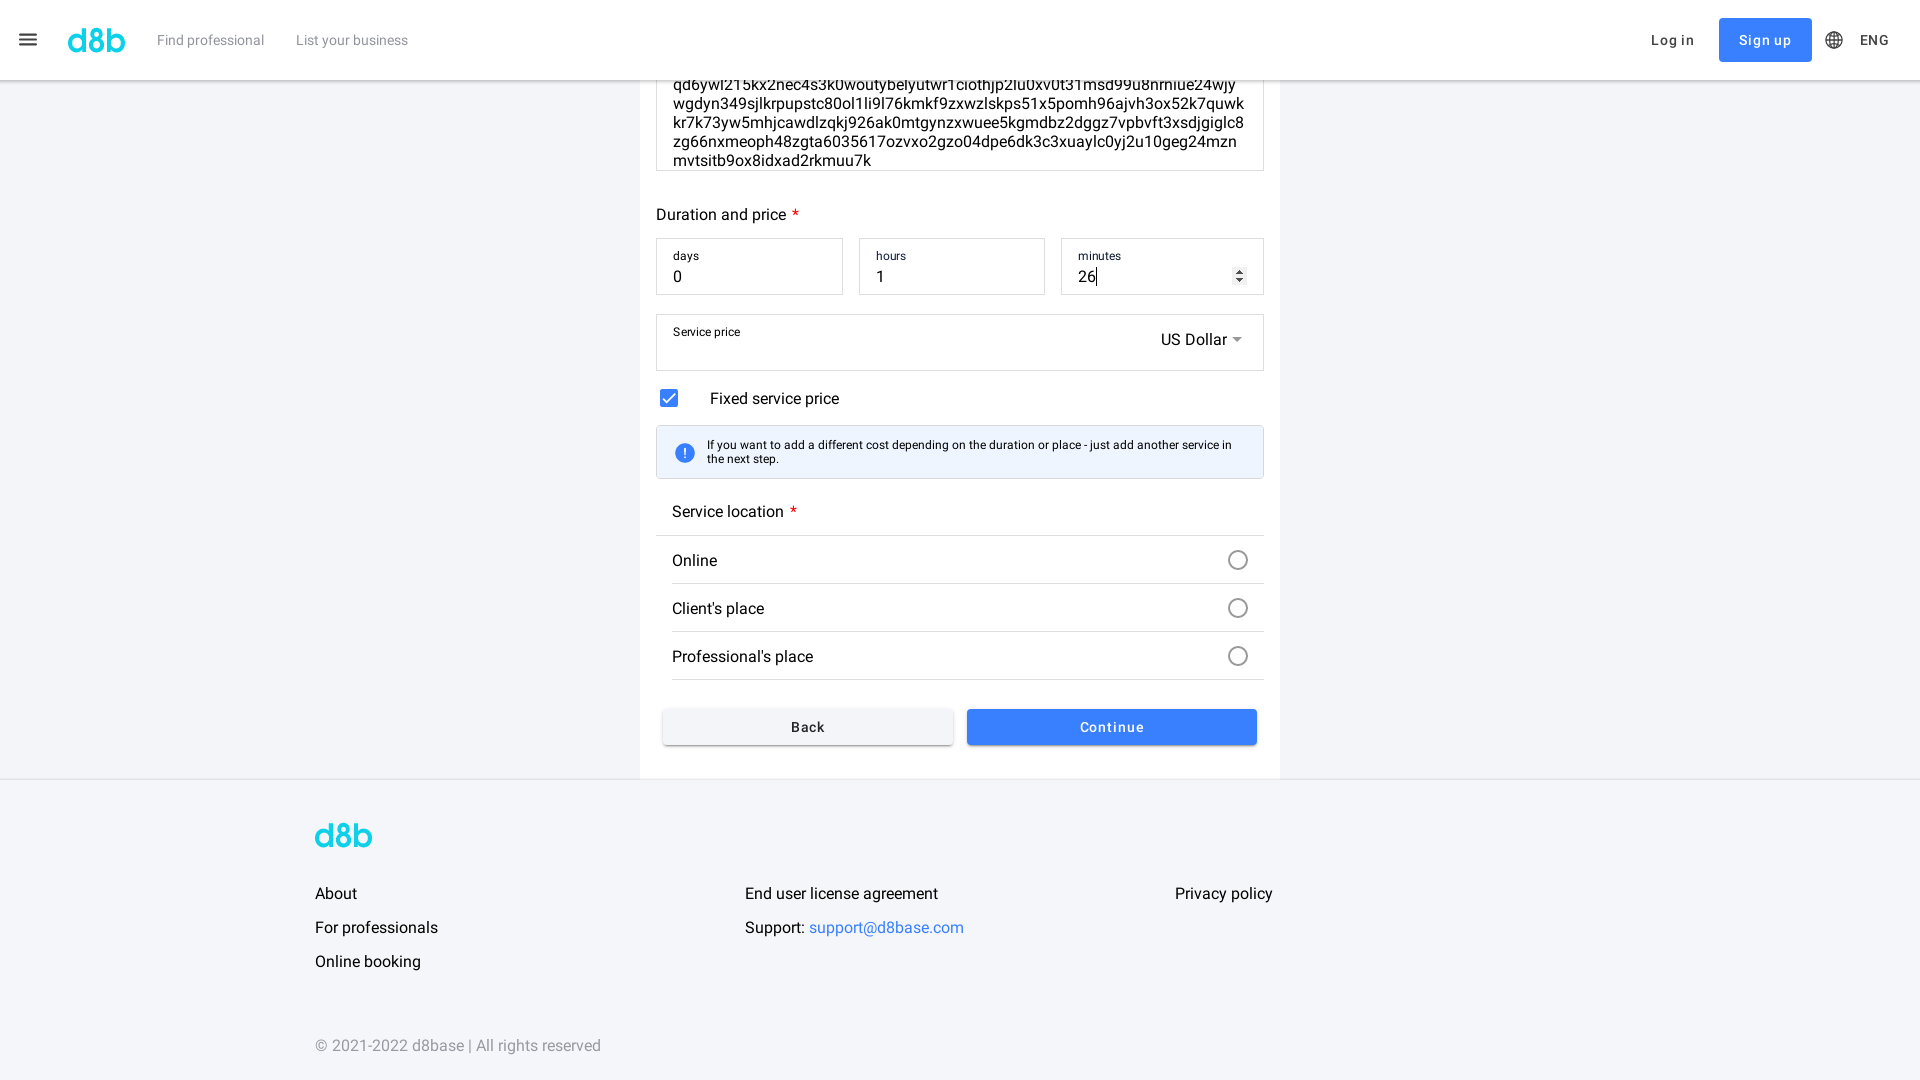 d8b
Find professional
List your business
Log in
Sign up
ENG
qd6ywl215kx2nec4s3k0woutybelyutwr1ciothjp2lu0xv0t31msd99u8nrniue24wjy
wgdyn349sjlkrpupstc80ol1li9l76kmkf9zxwzlskps51x5pomh96ajvh3ox52k7quwk
kr7k73yw5mhjcawdlzqkj926ak0mtgynzxwuee5kgmdbz2dggz7vpbvft3xsdjgiglc8
zg66nxmeoph48zgta6035617ozvxo2gzo04dpe6dk3c3xuaylc0yj2u10geg24mzn
mvtsitb9ox8idxad2rkmuu7k
Duration and price *
days
0
hours
1
minutes
26
Service price
US Dollar
Fixed service price
If you want to add a different cost depending on the duration or place - just add another service in
the next step.
Service location *
Online
Client's place
Professional's place
Back
Continue
d8b
About
For professionals
Online booking
End user license agreement
Support: support@d8base.com
Privacy policy
© 2021-2022 d8base | All rights reserved